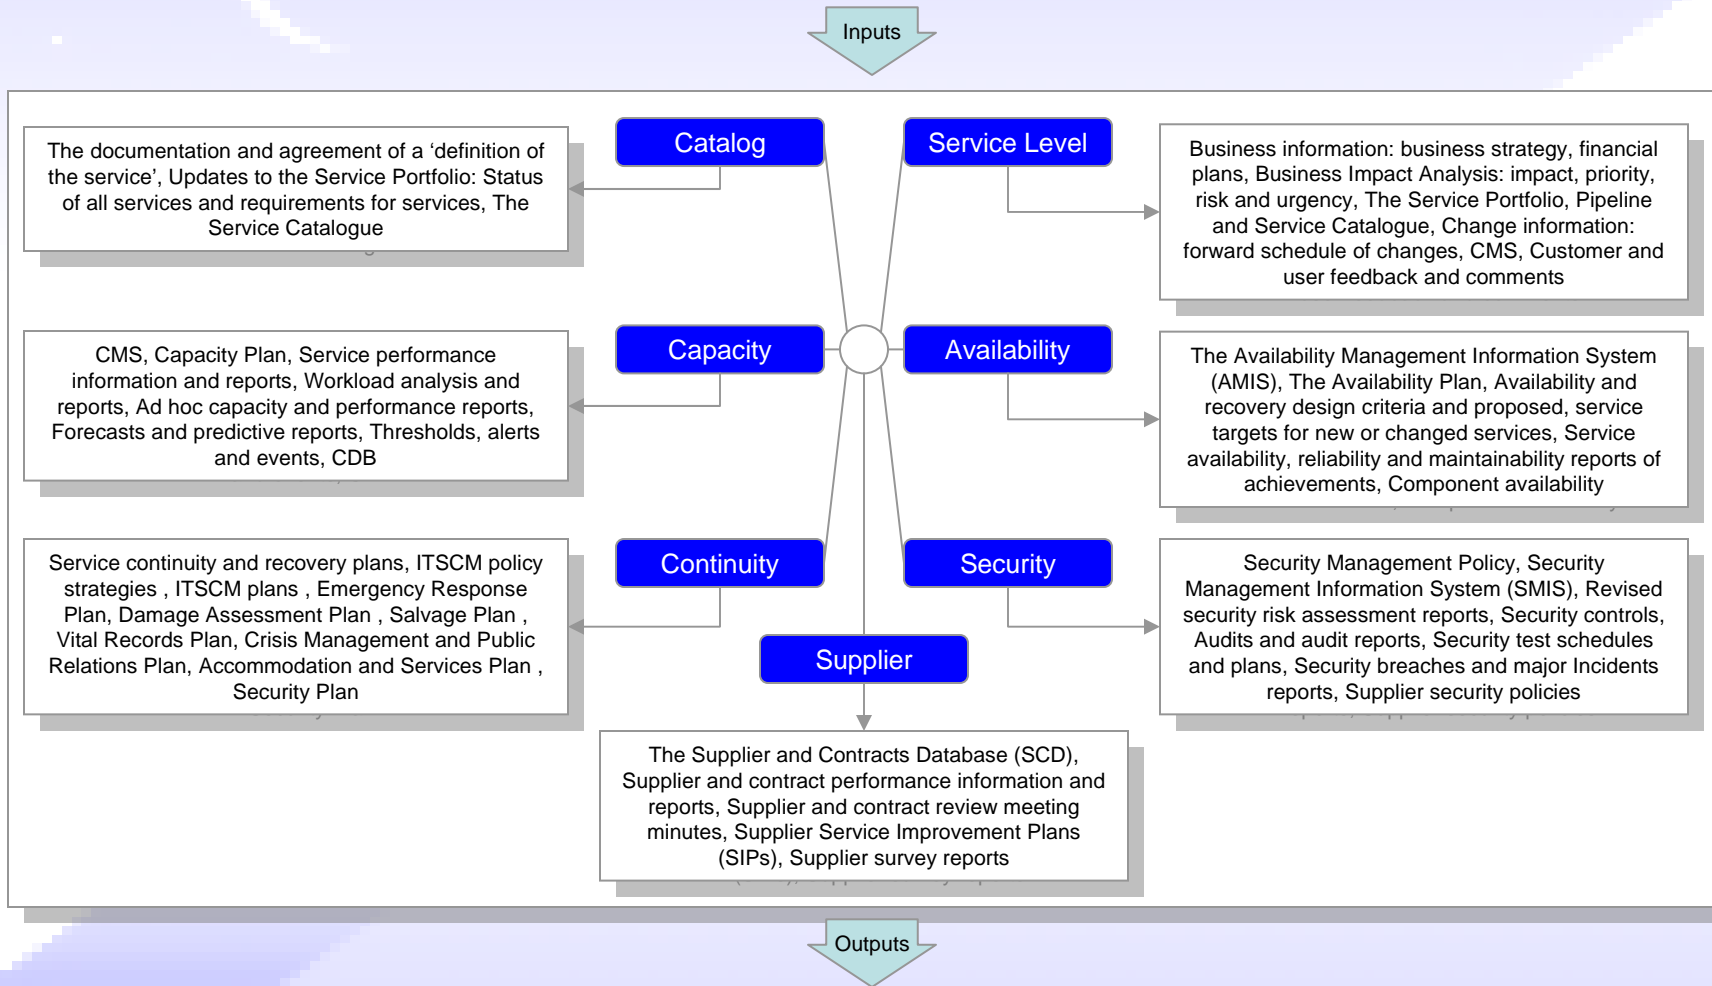 Inputs
Catalog
The documentation and agreement of a ‘definition of
the service’, Updates to the Service Portfolio: Status
of all services and requirements for services, The
Service Catalogue
Service Level
Business information: business strategy, financial
plans, Business Impact Analysis: impact, priority,
risk and urgency, The Service Portfolio, Pipeline
and Service Catalogue, Change information:
forward schedule of changes, CMS, Customer and
user feedback and comments
Capacity
CMS, Capacity Plan, Service performance
information and reports, Workload analysis and
reports, Ad hoc capacity and performance reports,
Forecasts and predictive reports, Thresholds, alerts
and events, CDB
Availability
The Availability Management Information System
(AMIS), The Availability Plan, Availability and
recovery design criteria and proposed, service
targets for new or changed services, Service
availability, reliability and maintainability reports of
achievements, Component availability
Continuity
Service continuity and recovery plans, ITSCM policy
strategies , ITSCM plans , Emergency Response
Plan, Damage Assessment Plan , Salvage Plan ,
Vital Records Plan, Crisis Management and Public
Relations Plan, Accommodation and Services Plan ,
Security Plan
Security
Security Management Policy, Security
Management Information System (SMIS), Revised
security risk assessment reports, Security controls,
Audits and audit reports, Security test schedules
and plans, Security breaches and major Incidents
reports, Supplier security policies
Supplier
The Supplier and Contracts Database (SCD),
Supplier and contract performance information and
reports, Supplier and contract review meeting
minutes, Supplier Service Improvement Plans
(SIPs), Supplier survey reports
Outputs